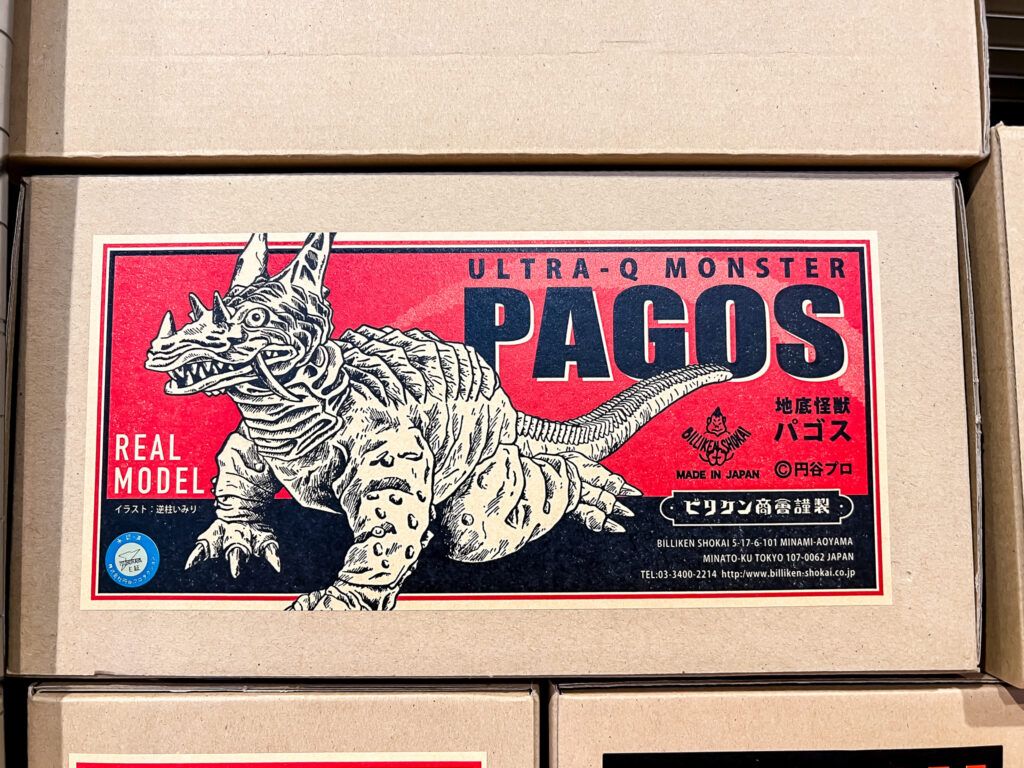 ULTRA-Q MONSTER
PAGOS
地底怪獣
パゴス
BILLIKEN SHOKAI
MADE IN JAPAN
©円谷プロ
REAL
MODEL
イラスト:逆柱いみり
ビリケン商會謹製
BILLIKEN SHOKAI 5-17-6-101 MINAMI-AOYAMA
MINATO-KU TOKYO 107-0062 JAPAN
TEL:03-3400-2214 http:/www.billiken-shokai.co.jp